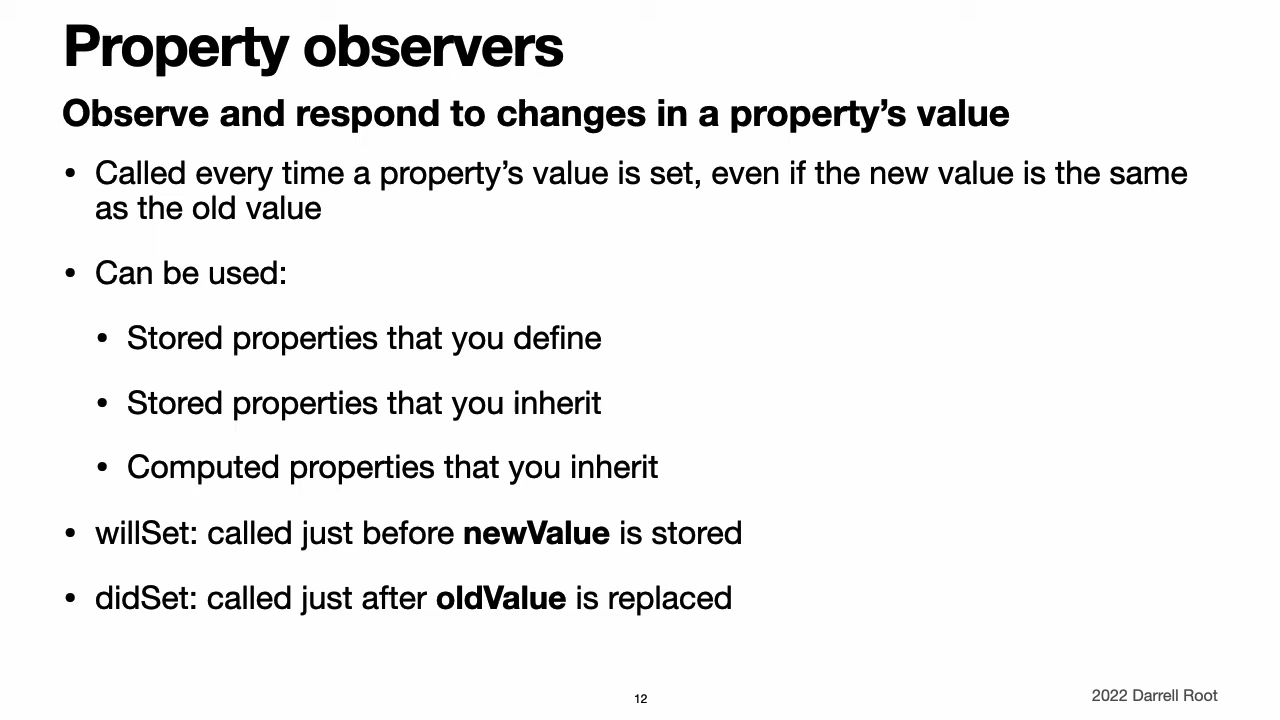 Property observers
Observe and respond to changes in a property’s value
• Called every time a property’s value is set, even if the new value is the same
as the old value
• Can be used:
• Stored properties that you define
• Stored properties that you inherit
• Computed properties that you inherit
• willSet: called just before newValue is stored
• didSet: called just after oldValue is replaced
12
2022 Darrell Root